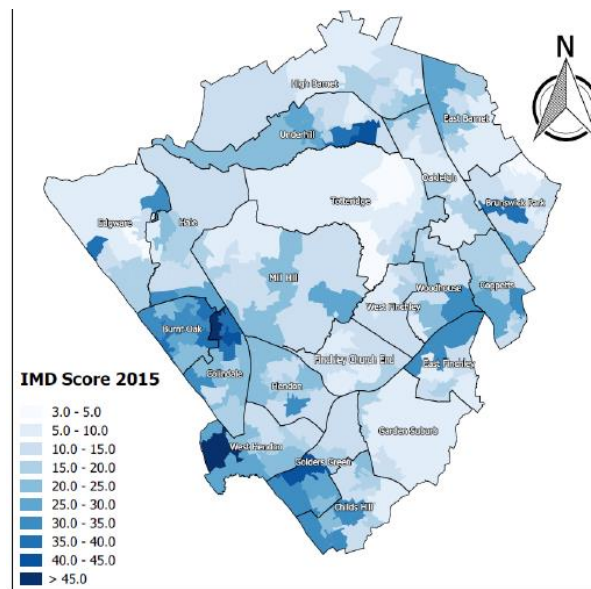 N
High Barnet
East Barnet
Underhill
Oakleigh
Totteridge
Brunswick Park
Edgware
Hale
Mill Hill
Coppetts
Woodhouse
West Finchley
Burnt Oak
Finchley Church End
East Finchley
Colindale
Hendon
Garden Suburb
West Hendon
Golders Green
Childs Hill
IMD Score 2015
3.0 - 5.0
5.0 - 10.0
10.0 - 15.0
15.0 - 20.0
20.0 - 25.0
25.0 - 30.0
30.0 - 35.0
35.0 - 40.0
40.0 - 45.0
> 45.0